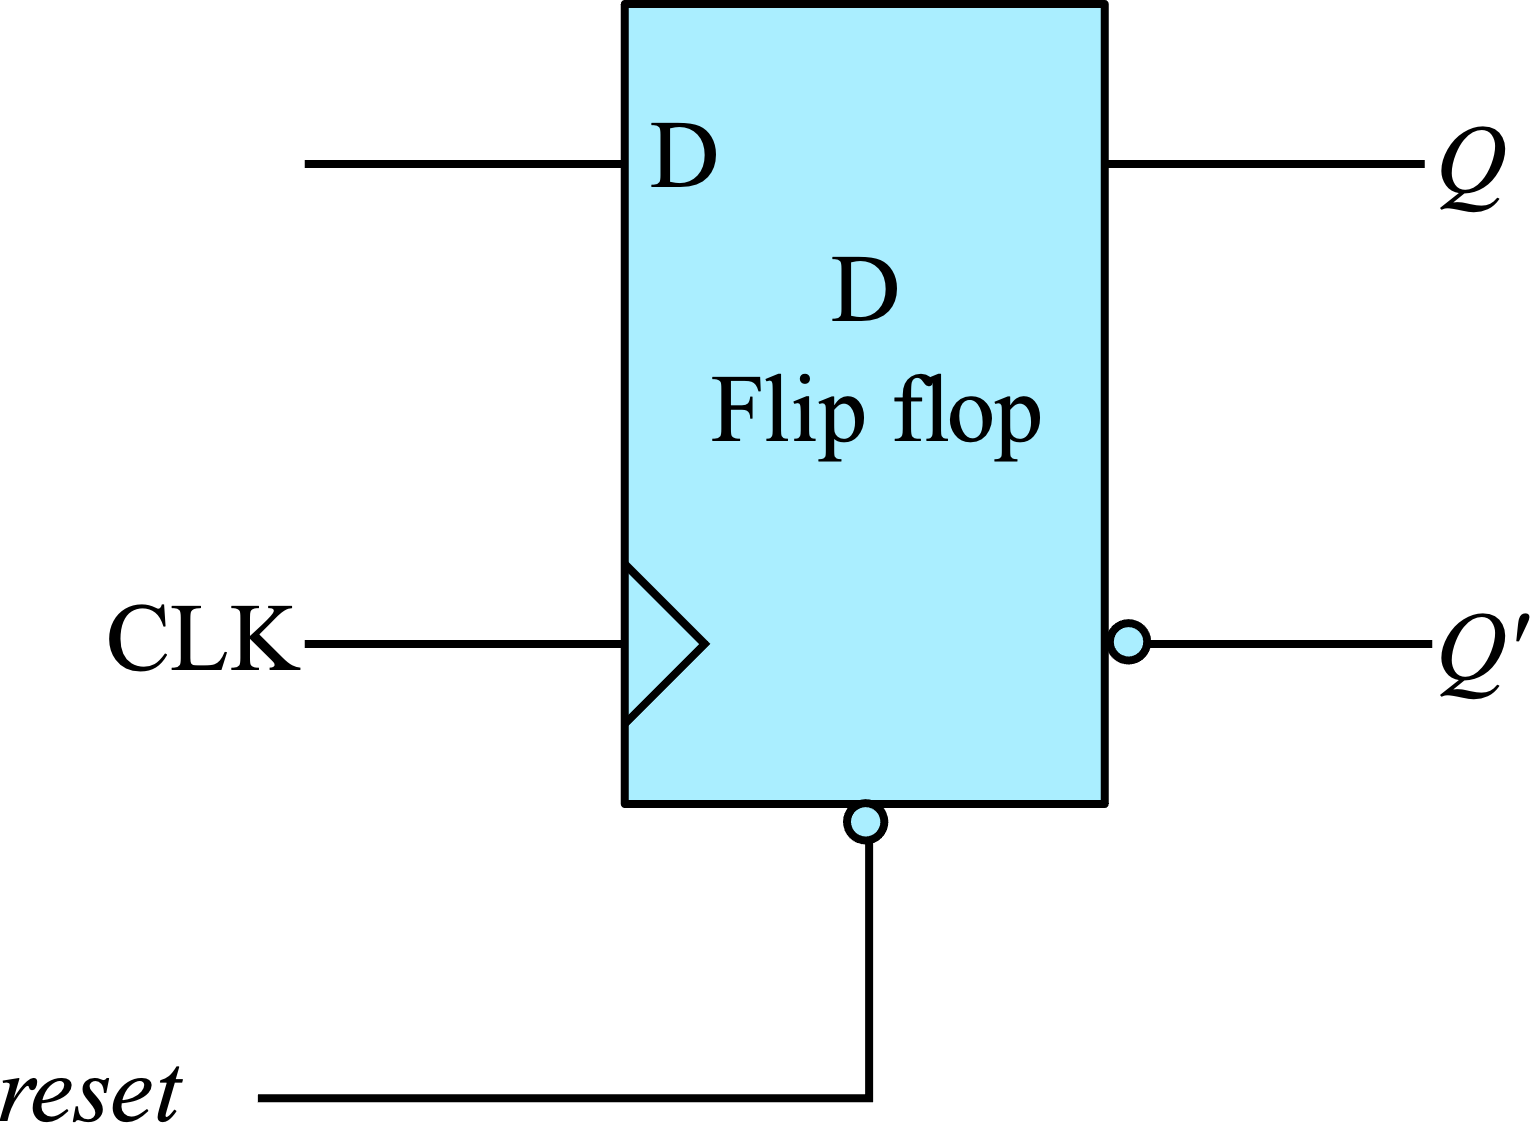 D
Q
D
Flip flop
CLK
Q'
reset